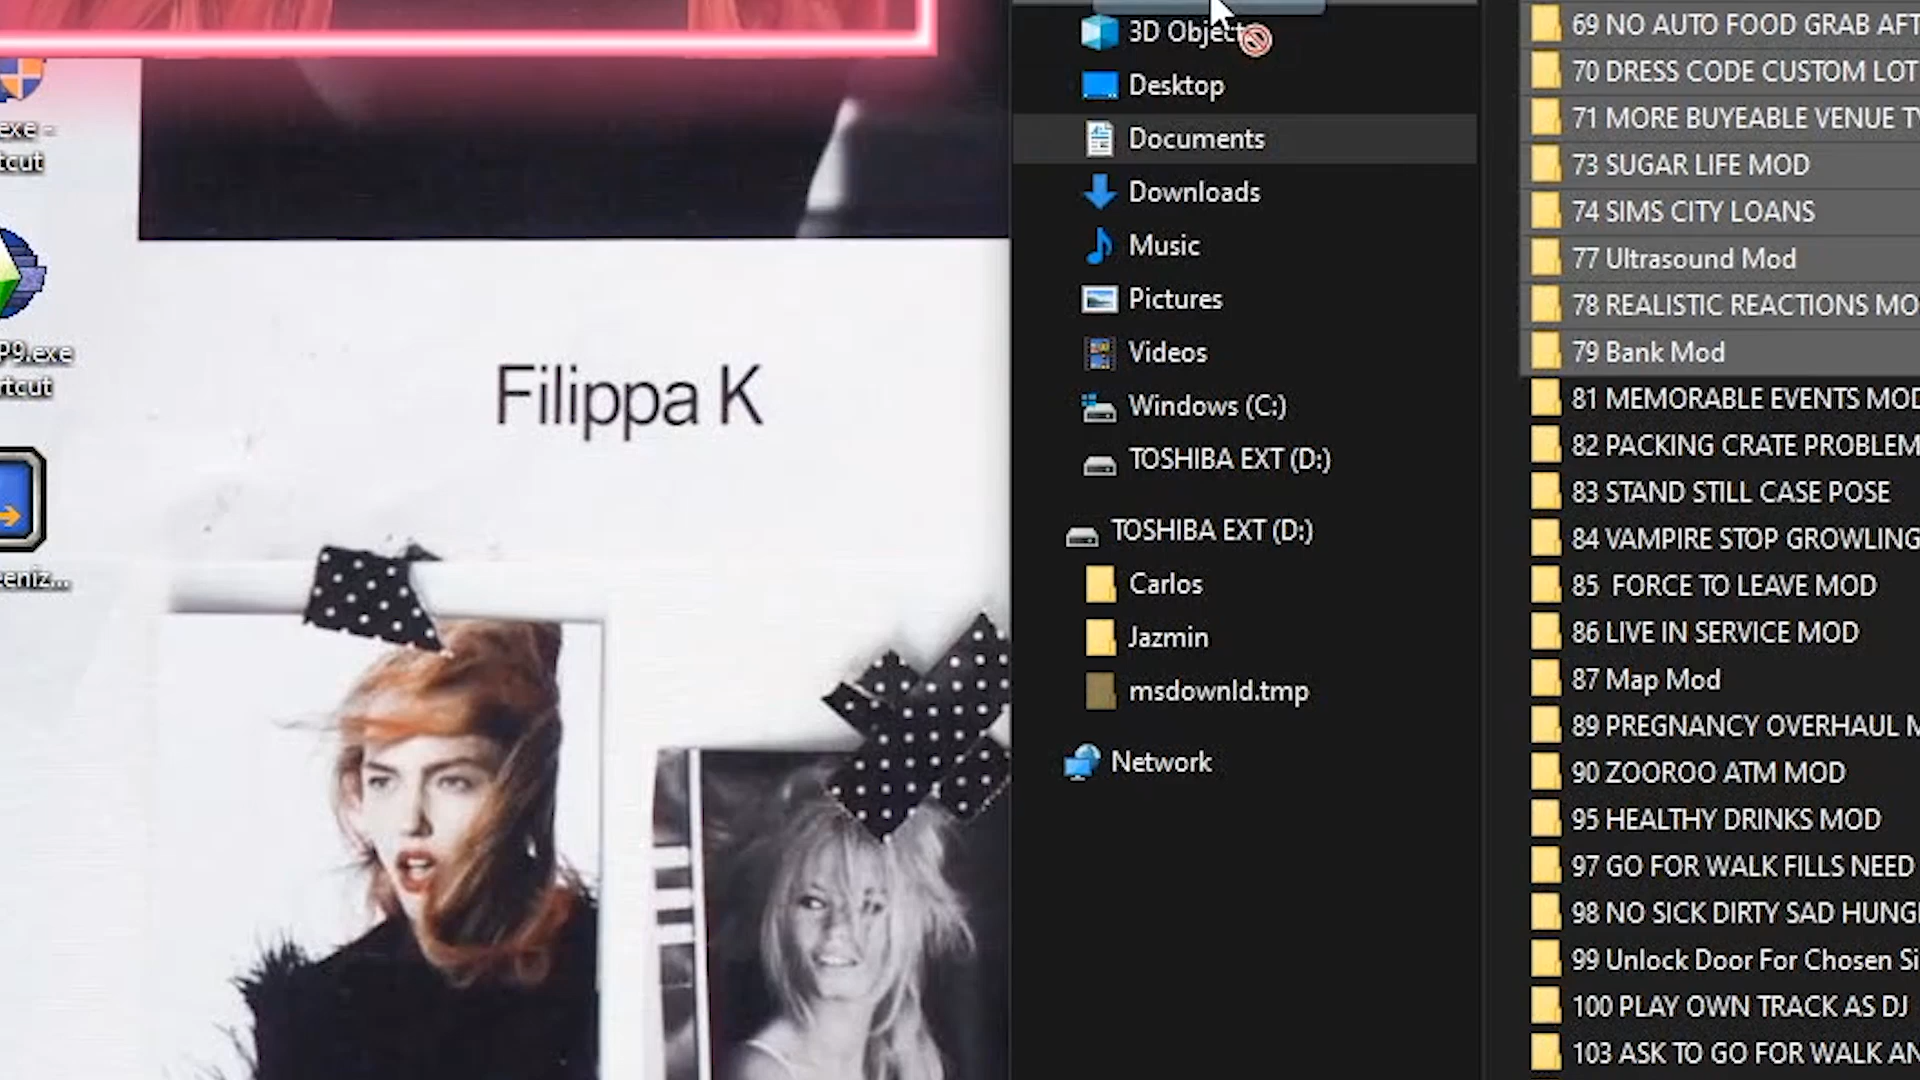 exe -
tcut
P9.exe
rtcut
eeniz...
Filippa K
3D Objects
Desktop
Documents
Downloads
Music
Pictures
Videos
Windows (C:)
TOSHIBA EXT (D:)
TOSHIBA EXT (D:)
Carlos
Jazmin
msdownld.tmp
Network
69 NO AUTO FOOD GRAB AFT
70 DRESS CODE CUSTOM LOT
71 MORE BUYEABLE VENUE TY
73 SUGAR LIFE MOD
74 SIMS CITY LOANS
77 Ultrasound Mod
78 REALISTIC REACTIONS MO
79 Bank Mod
81 MEMORABLE EVENTS MOD
82 PACKING CRATE PROBLEM
83 STAND STILL CASE POSE
84 VAMPIRE STOP GROWLING
85  FORCE TO LEAVE MOD
86 LIVE IN SERVICE MOD
87 Map Mod
89 PREGNANCY OVERHAUL M
90 ZOOROO ATM MOD
95 HEALTHY DRINKS MOD
97 GO FOR WALK FILLS NEED
98 NO SICK DIRTY SAD HUNG
99 Unlock Door For Chosen Si
100 PLAY OWN TRACK AS DJ
103 ASK TO GO FOR WALK AN